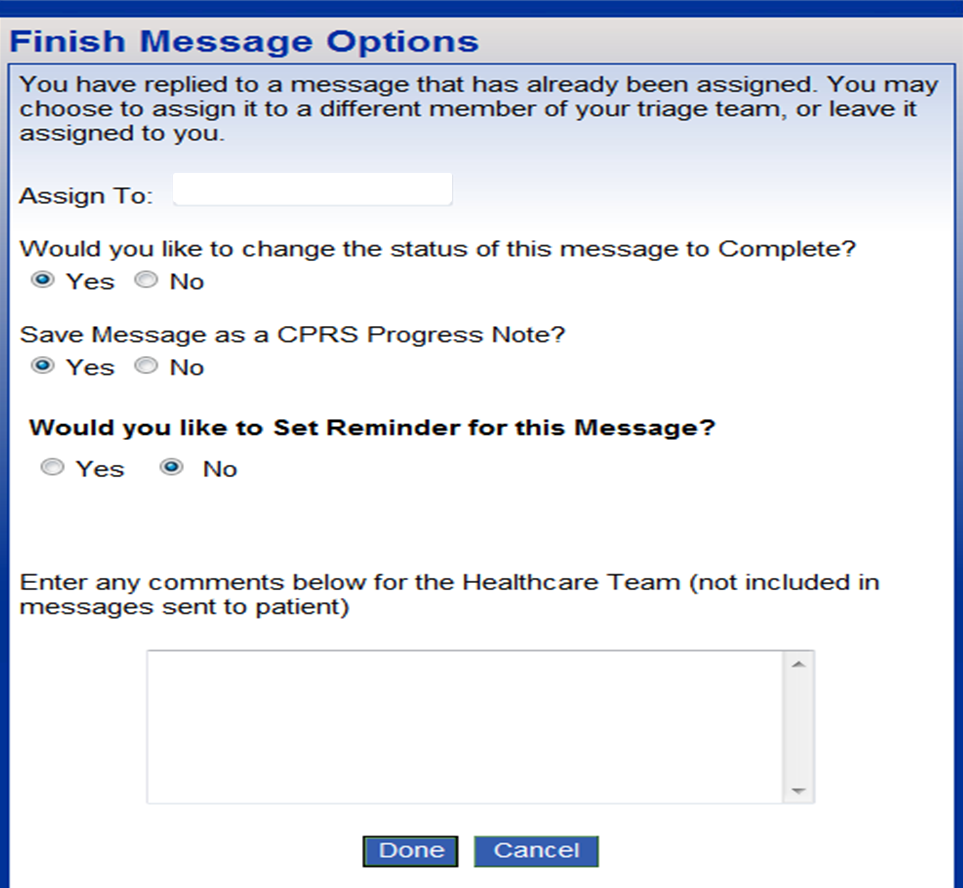 Finish Message Options
You have replied to a message that has already been assigned. You may
choose to assign it to a different member of your triage team, or leave it
assigned to you.
Assign To:
Would you like to change the status of this message to Complete?
Yes No
Save Message as a CPRS Progress Note?
Yes No
Would you like to Set Reminder for this Message?
Yes No
Enter any comments below for the Healthcare Team (not included in
messages sent to patient)
Done Cancel